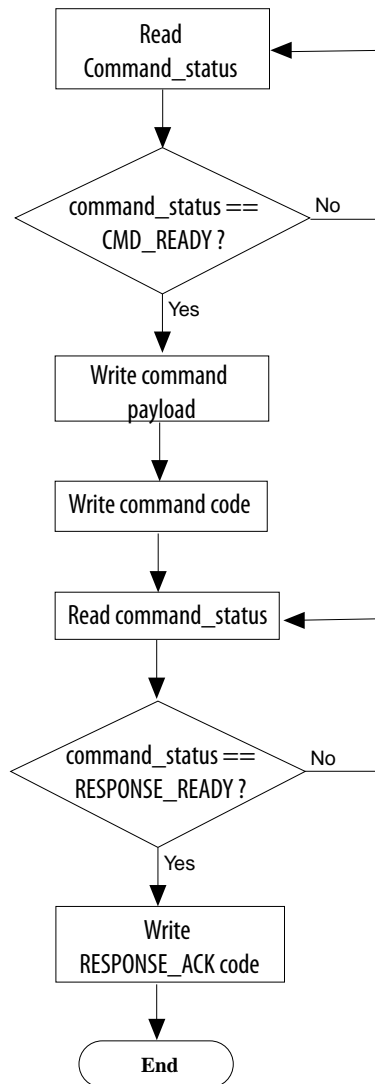 Read
Command_status
command_status ==
CMD_READY ?
No
Yes
Write command
payload
Write command code
Read command_status
command_status ==
RESPONSE_READY ?
No
Yes
Write
RESPONSE_ACK code
End